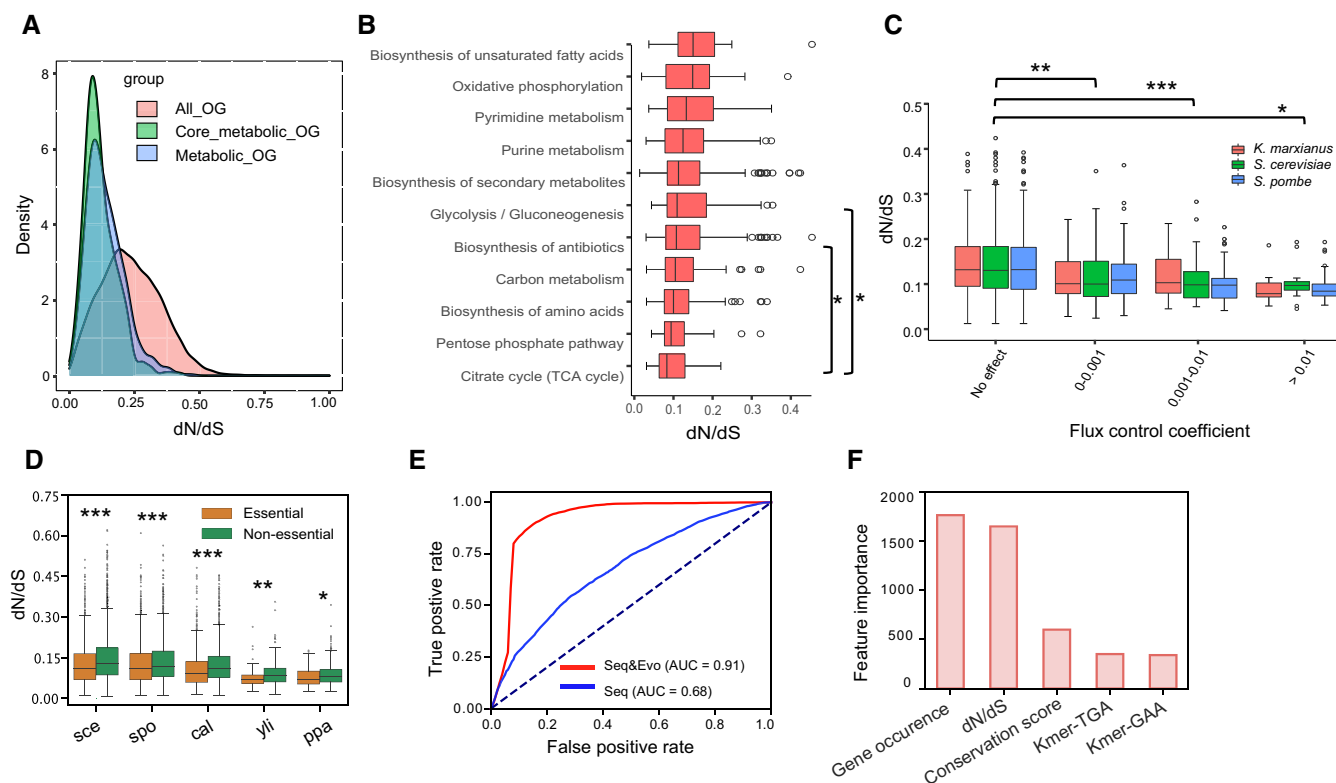 A
group
All_OG
Core_metabolic_OG
Metabolic_OG
Density
8
6
4
2
0
0.00 0.25 0.50 0.75 1.00
dN/dS
B
Biosynthesis of unsaturated fatty acids
Oxidative phosphorylation
Pyrimidine metabolism
Purine metabolism
Biosynthesis of secondary metabolites
Glycolysis / Gluconeogenesis
Biosynthesis of antibiotics
Carbon metabolism
Biosynthesis of amino acids
Pentose phosphate pathway
Citrate cycle (TCA cycle)
* *
0.0 0.1 0.2 0.3 0.4
dN/dS
C
**
***
*
K. marxianus
S. cerevisiae
S. pombe
dN/dS
0.5
0.4
0.2
0.1
0.0
No effect 0-0.001 0.001-0.01 > 0.01
Flux control coefficient
D
Essential
Non-essential
*** *** *** ** *
dN/dS
0.75
0.60
0.45
0.30
0.15
0.00
sce spo cal yli ppa
E
True postive rate
1.00
0.75
0.50
0.25
0.00
Seq&Evo (AUC = 0.91)
Seq (AUC = 0.68)
0.0 0.2 0.4 0.6 0.8 1.0
False positive rate
F
Feature importance
2000
1500
1000
500
0
Gene occurence
dN/dS
Conservation score
Kmer-TGA
Kmer-GAA